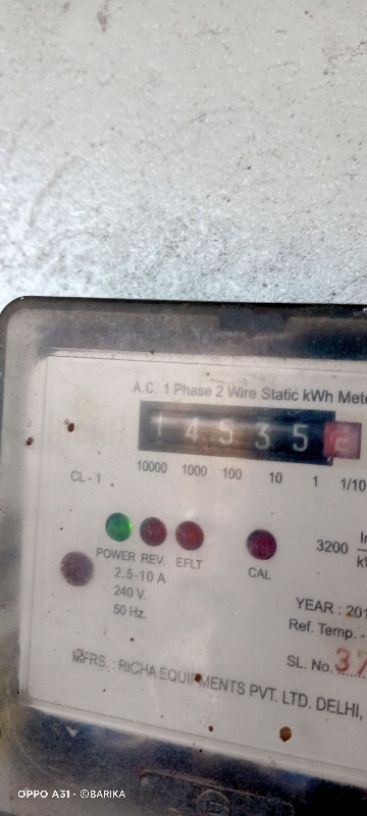 A.C. 1 Phase 2 Wire Static kWh Mete
1 4 5 3 5 2
10000 1000 100 10 1 1/10
CL - 1
3200
POWER REV. EFLT
CAL
2.5-10 A
240 V.
50 Hz.
YEAR : 201
Ref. Temp. -
SL. No. 37
MFRS. : RICHA EQUIPMENTS PVT. LTD. DELHI,
OPPO A31 · ©BARIKA